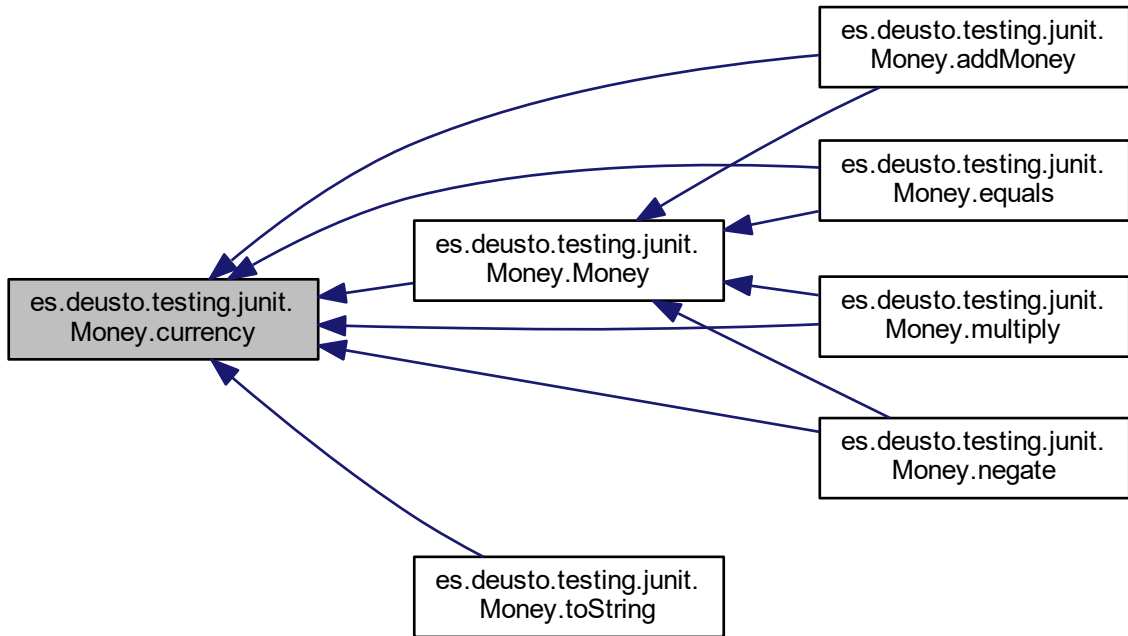 es.deusto.testing.junit.
Money.addMoney
es.deusto.testing.junit.
Money.equals
es.deusto.testing.junit.
Money.Money
es.deusto.testing.junit.
Money.currency
es.deusto.testing.junit.
Money.multiply
es.deusto.testing.junit.
Money.negate
es.deusto.testing.junit.
Money.toString